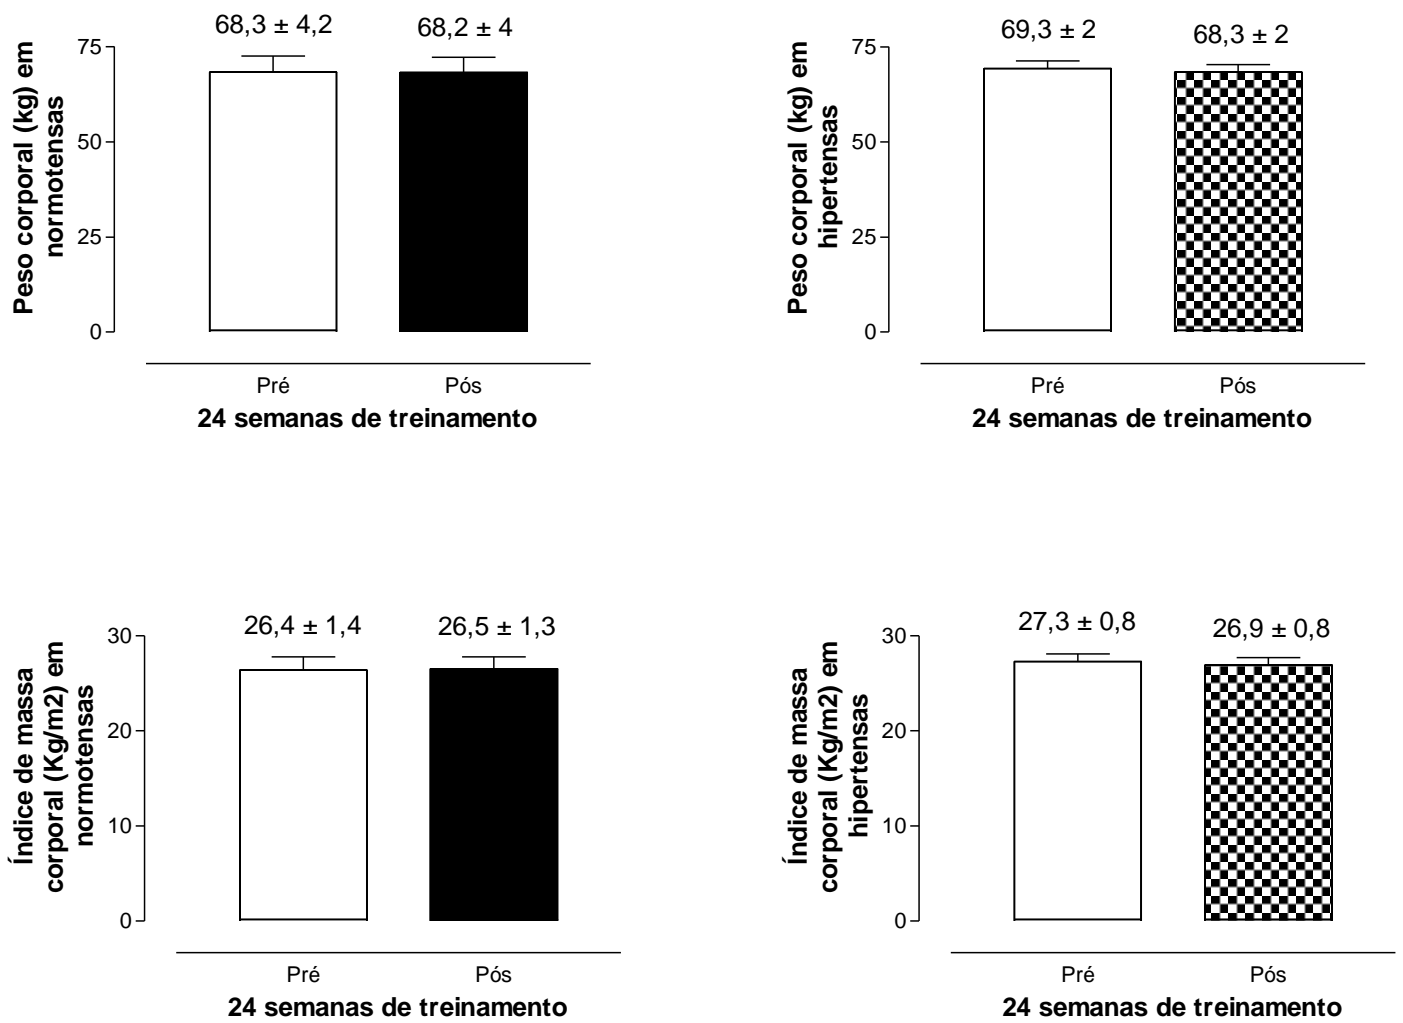 68,3 ± 4,2
68,2 ± 4
75
50
25
0
Peso corporal (kg) em
normotensas
Pré
Pós
24 semanas de treinamento
69,3 ± 2
68,3 ± 2
75
50
25
0
Peso corporal (kg) em
hipertensas
Pré
Pós
24 semanas de treinamento
26,4 ± 1,4
26,5 ± 1,3
30
20
10
0
Índice de massa
corporal (Kg/m2) em
normotensas
Pré
Pós
24 semanas de treinamento
27,3 ± 0,8
26,9 ± 0,8
30
20
10
0
Índice de massa
corporal (Kg/m2) em
hipertensas
Pré
Pós
24 semanas de treinamento